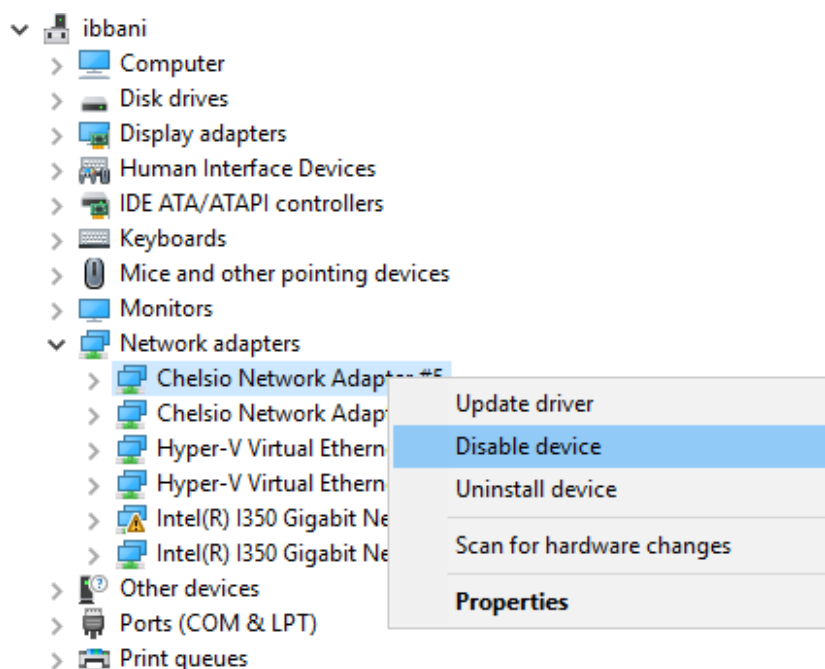 ibbani
Computer
Disk drives
Display adapters
Human Interface Devices
IDE ATA/ATAPI controllers
Keyboards
Mice and other pointing devices
Monitors
Network adapters
Chelsio Network Adapter #5
Chelsio Network
Hyper-V Virtual
Hyper-V Virtual
Intel(R) I350 Gigabit
Intel(R) I350 Gigabit
Other devices
Ports (COM & LPT)
Print queues
Update driver
Disable device
Uninstall device
Scan for hardware changes
Properties